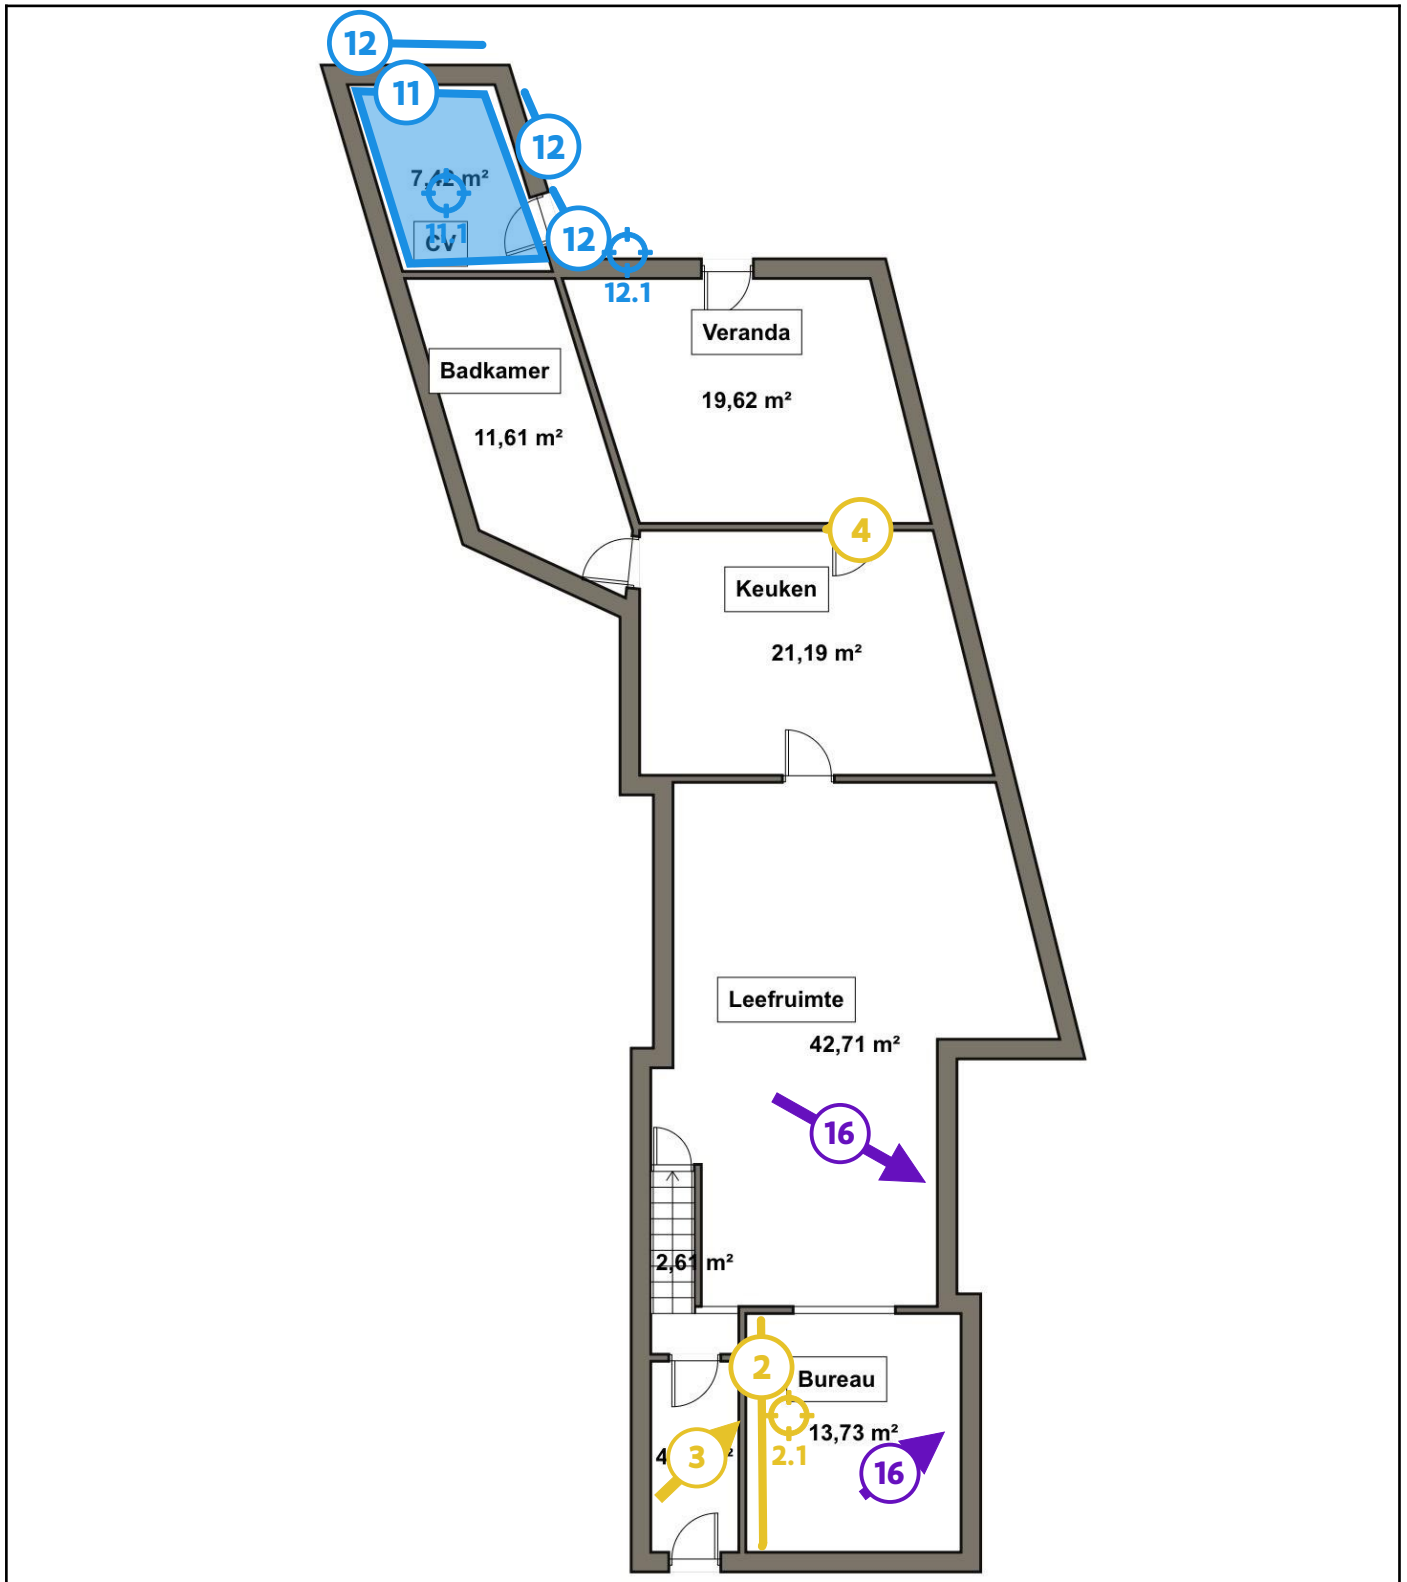 12
11
12
7,42 m²
11.1
CV
12
12.1
Veranda
Badkamer
19,62 m²
11,61 m²
4
Keuken
21,19 m²
Leefruimte
42,71 m²
16
2,61 m²
2
Bureau
13,73 m²
2.1
3
16